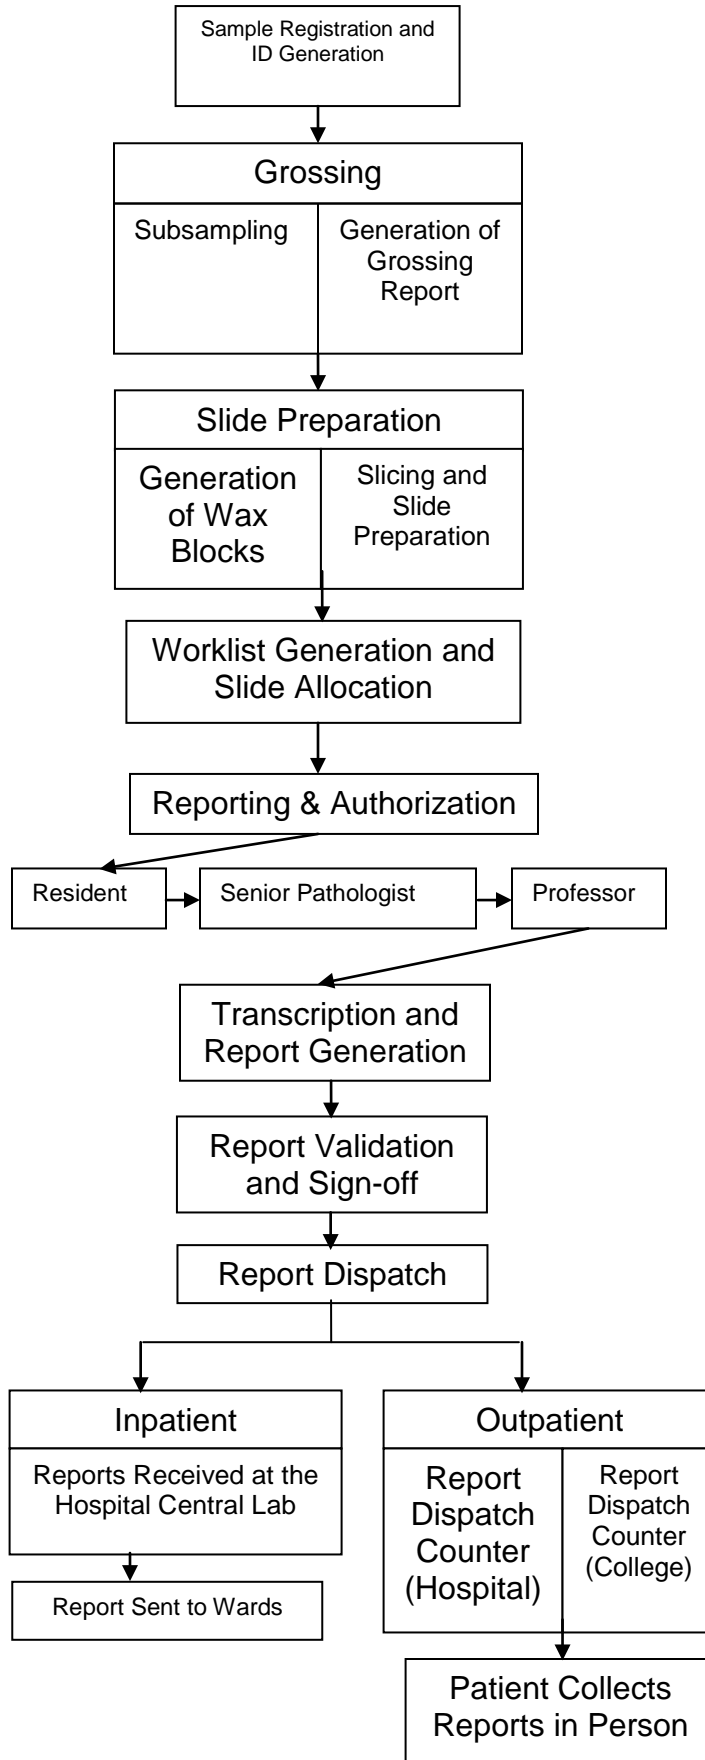 Sample Registration and
ID Generation
Grossing
Subsampling
Generation of
Grossing
Report
Slide Preparation
Generation
of Wax
Blocks
Slicing and
Slide
Preparation
Worklist Generation and
Slide Allocation
Reporting & Authorization
Resident
Senior Pathologist
Professor
Transcription and
Report Generation
Report Validation
and Sign-off
Report Dispatch
Inpatient
Reports Received at the
Hospital Central Lab
Report Sent to Wards
Outpatient
Report
Dispatch
Counter
(Hospital)
Report
Dispatch
Counter
(College)
Patient Collects
Reports in Person